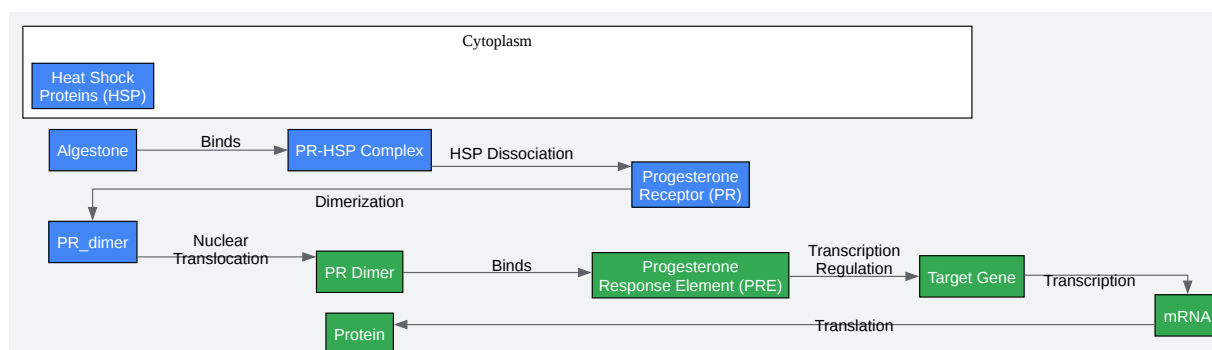 Cytoplasm
Heat Shock
Proteins (HSP)
Algestone
Binds
PR-HSP Complex
HSP Dissociation
Progesterone
Receptor (PR)
Dimerization
PR_dimer
Nuclear
Translocation
PR Dimer
Binds
Progesterone
Response Element (PRE)
Transcription
Regulation
Target Gene
Transcription
mRNA
Translation
Protein